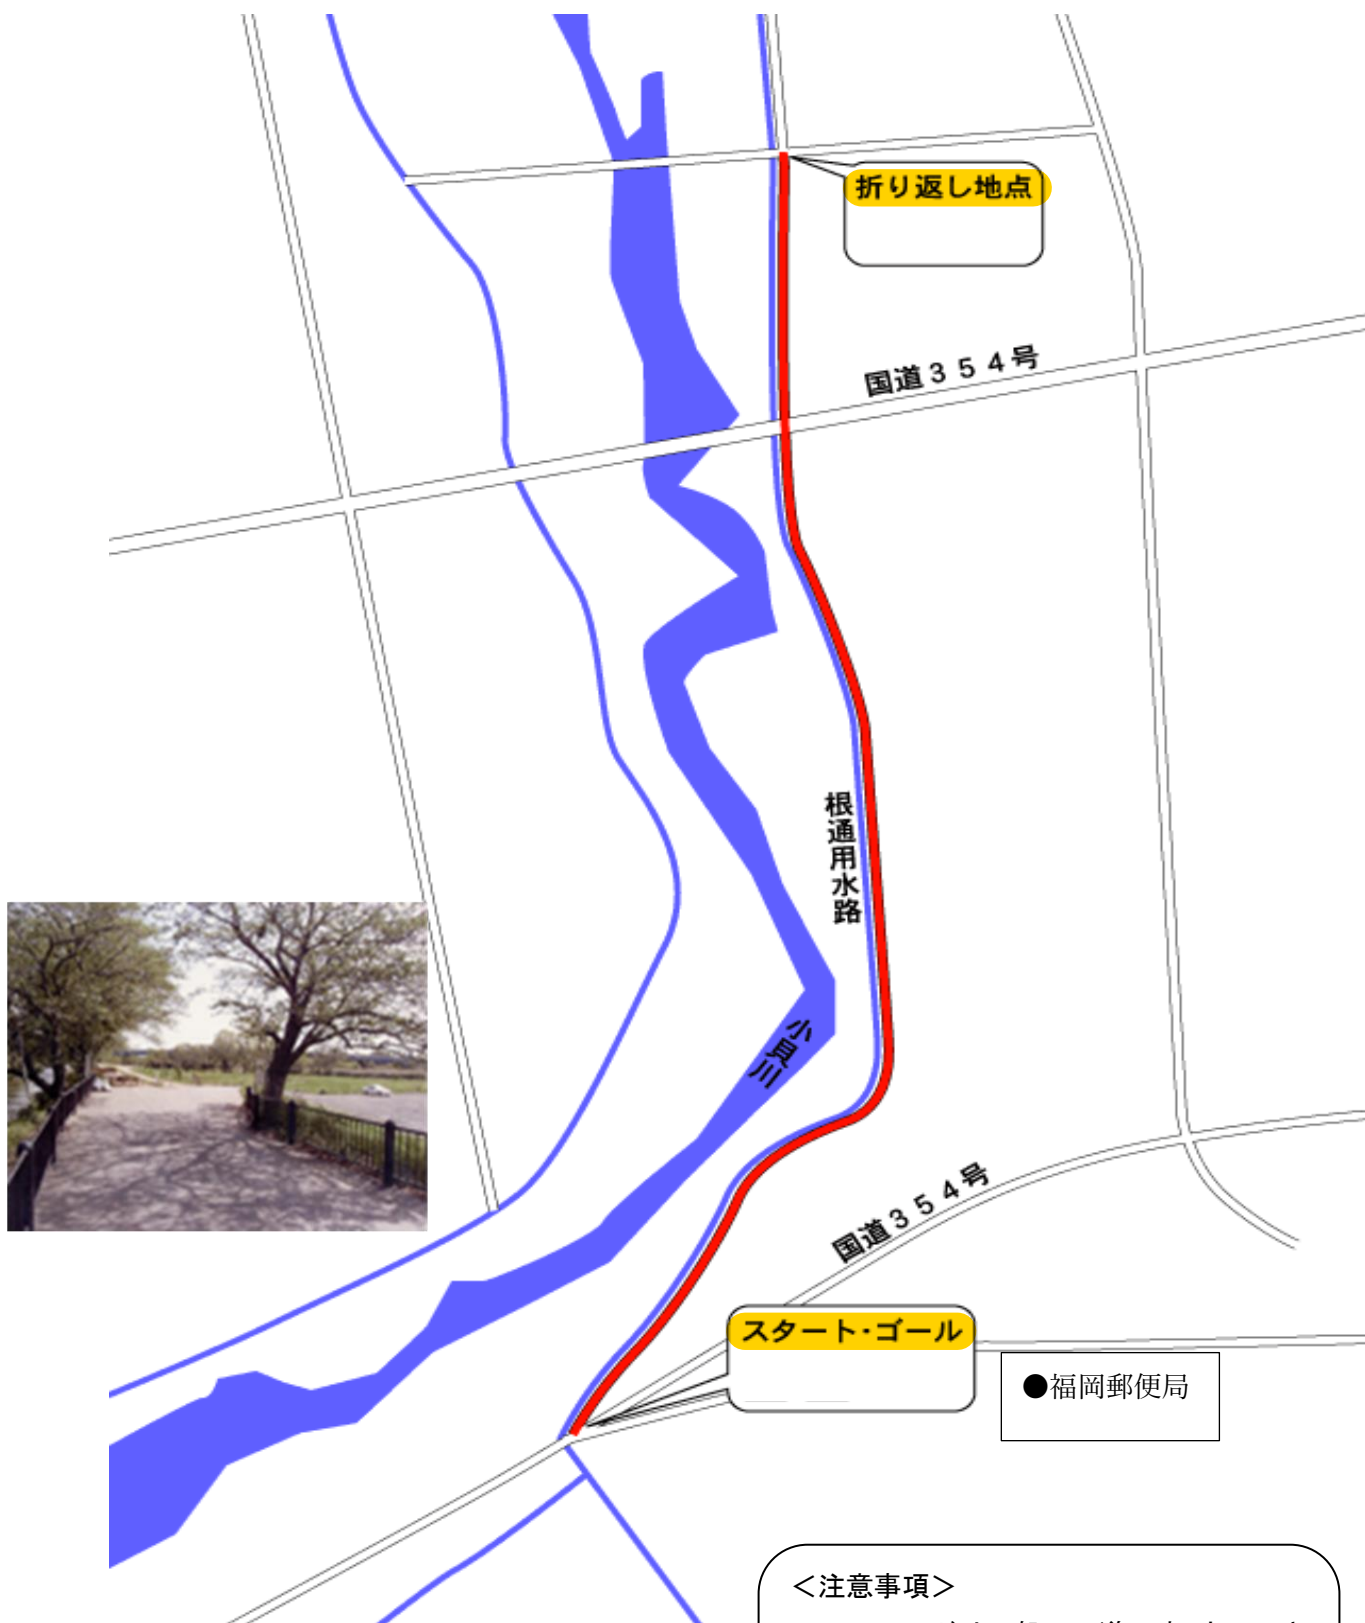 折り返し地点
国道３５４号
根通用水路
小貝川
国道３５４号
スタート・ゴール
●福岡郵便局
＜注意事項＞